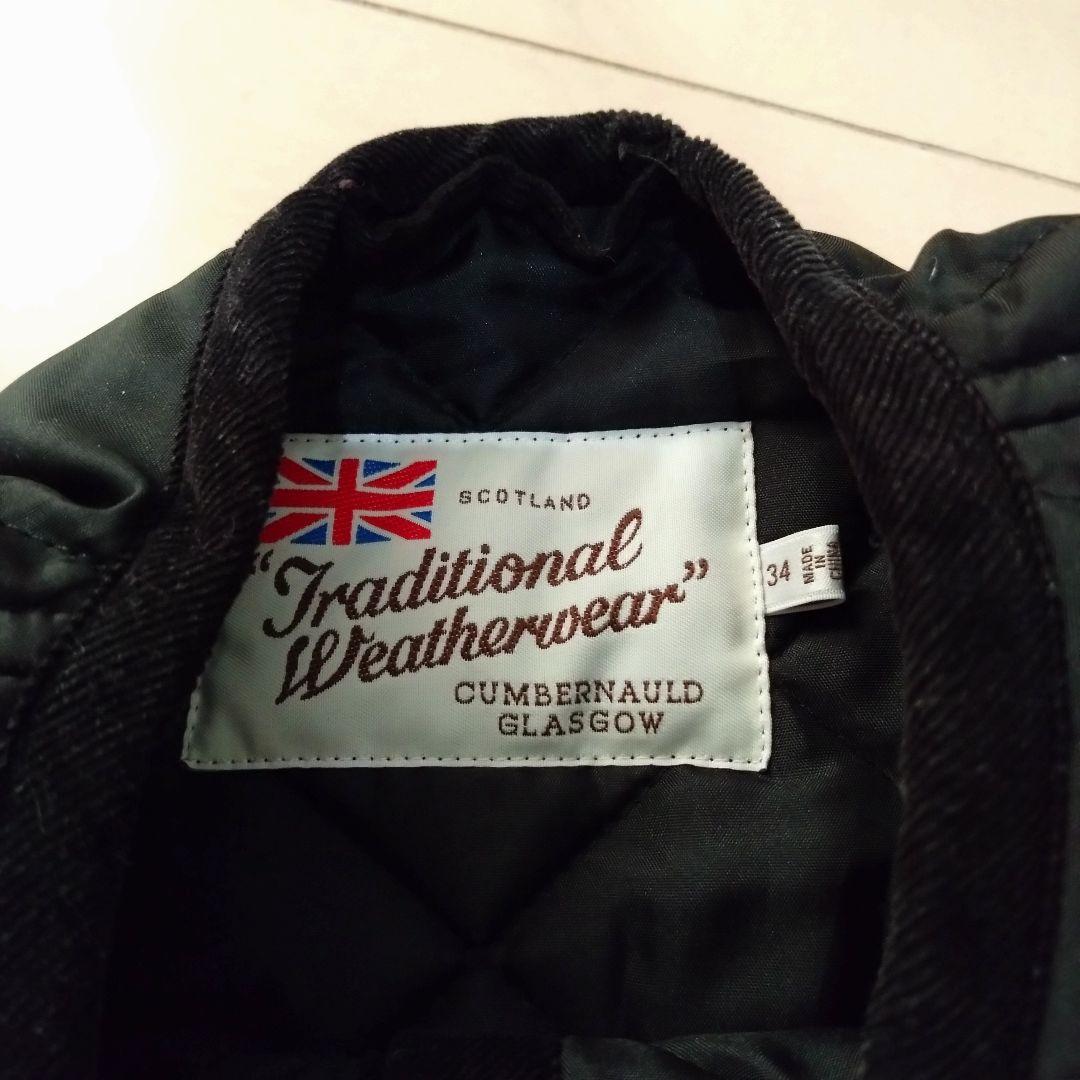 SCOTLAND
"Traditional
Weatherwear"
CUMBERNAULD
GLASGOW
34
MADE
IN
CHINA